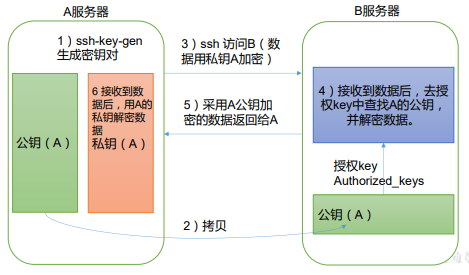 A服务器
B服务器
1）ssh-key-gen
生成密钥对
3）ssh 访问B（数
据用私钥A加密）
公钥（A）
6 接收到数
据后，用A的
私钥解密数
据
私钥（A）
4）接收到数据后，去授
权key中查找A的公钥，
并解密数据。
5）采用A公钥加
密的数据返回给A
授权key
Authorized_keys
公钥（A）
2）拷贝